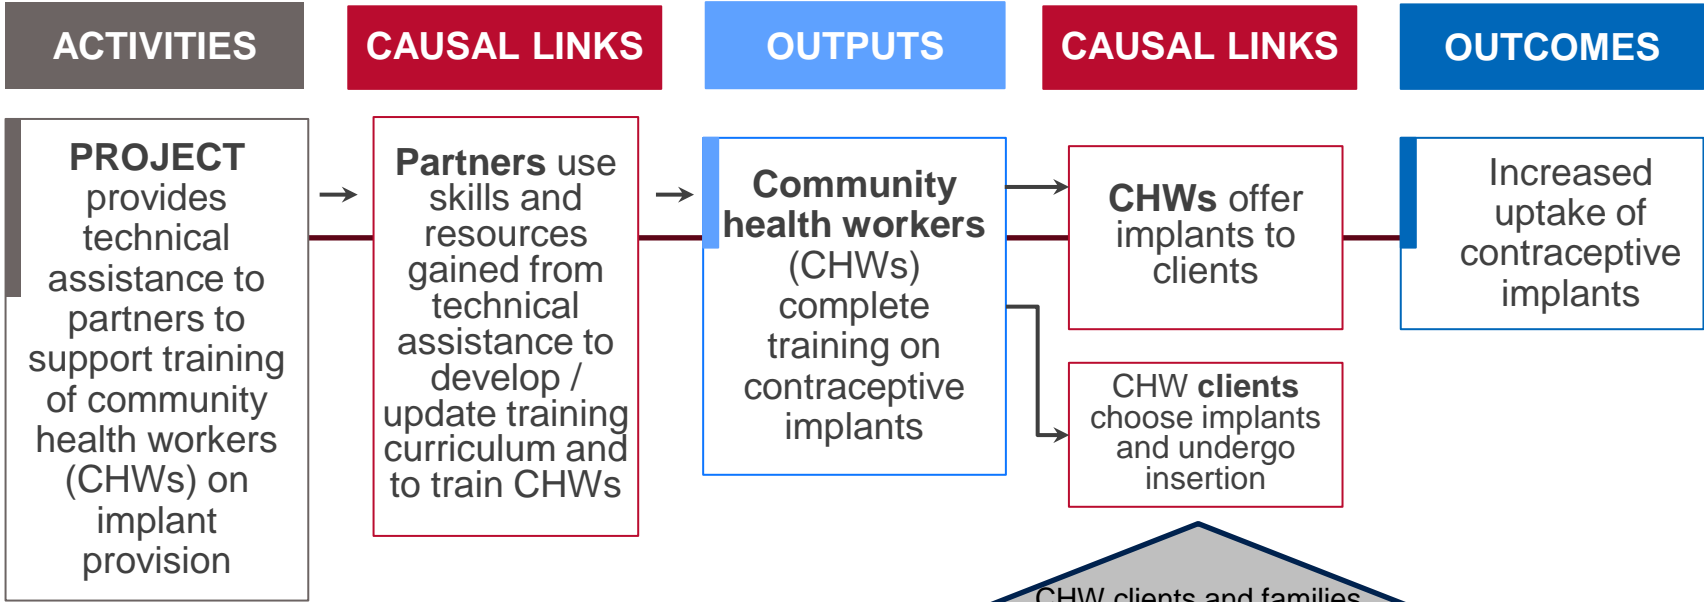 ACTIVITIES
CAUSAL LINKS
OUTPUTS
CAUSAL LINKS
OUTCOMES
PROJECT
provides
technical
assistance to
partners to
support training
of community
health workers
(CHWs) on
implant
provision
Partners use
skills and
resources
gained from
technical
assistance to
develop /
update training
curriculum and
to train CHWs
Community
health workers
(CHWs)
complete
training on
contraceptive
implants
CHWs offer
implants to
clients
CHW clients
choose implants
and undergo
insertion
Increased
uptake of
contraceptive
implants
CHW clients and families